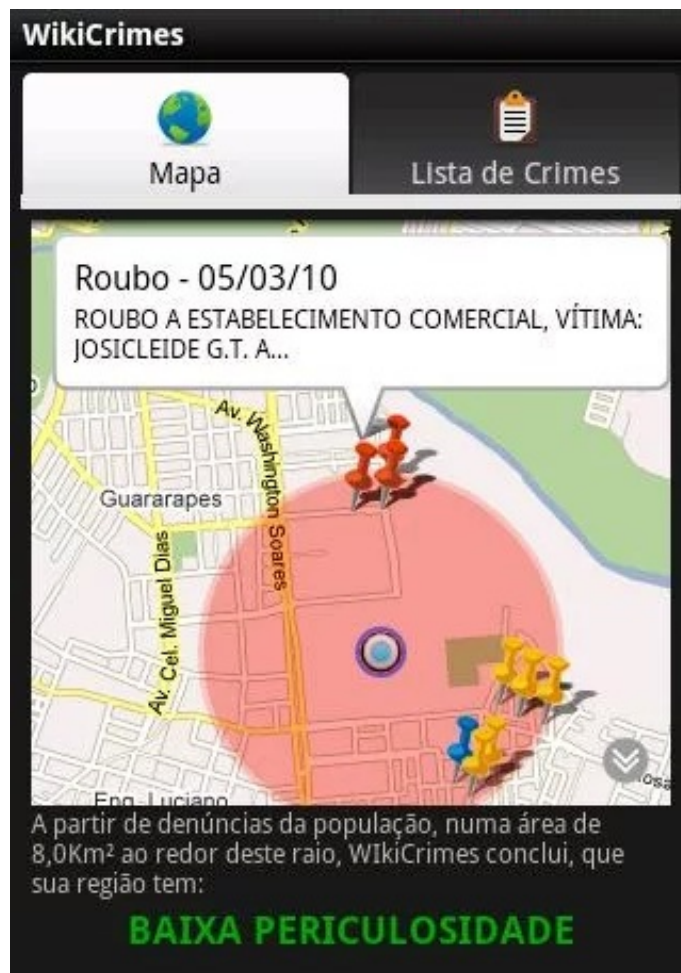 WikiCrimes
Mapa
Lista de Crimes
Roubo - 05/03/10
ROUBO A ESTABELECIMENTO COMERCIAL, VÍTIMA:
JOSICLEIDE G.T. A...
Av. Washington Soares
Guararapes
Av. Cel. Miguel Dias
Eng. Luciano
A partir de denúncias da população, numa área de
8,0Km² ao redor deste raio, WIkiCrimes conclui, que
sua região tem:
BAIXA PERICULOSIDADE